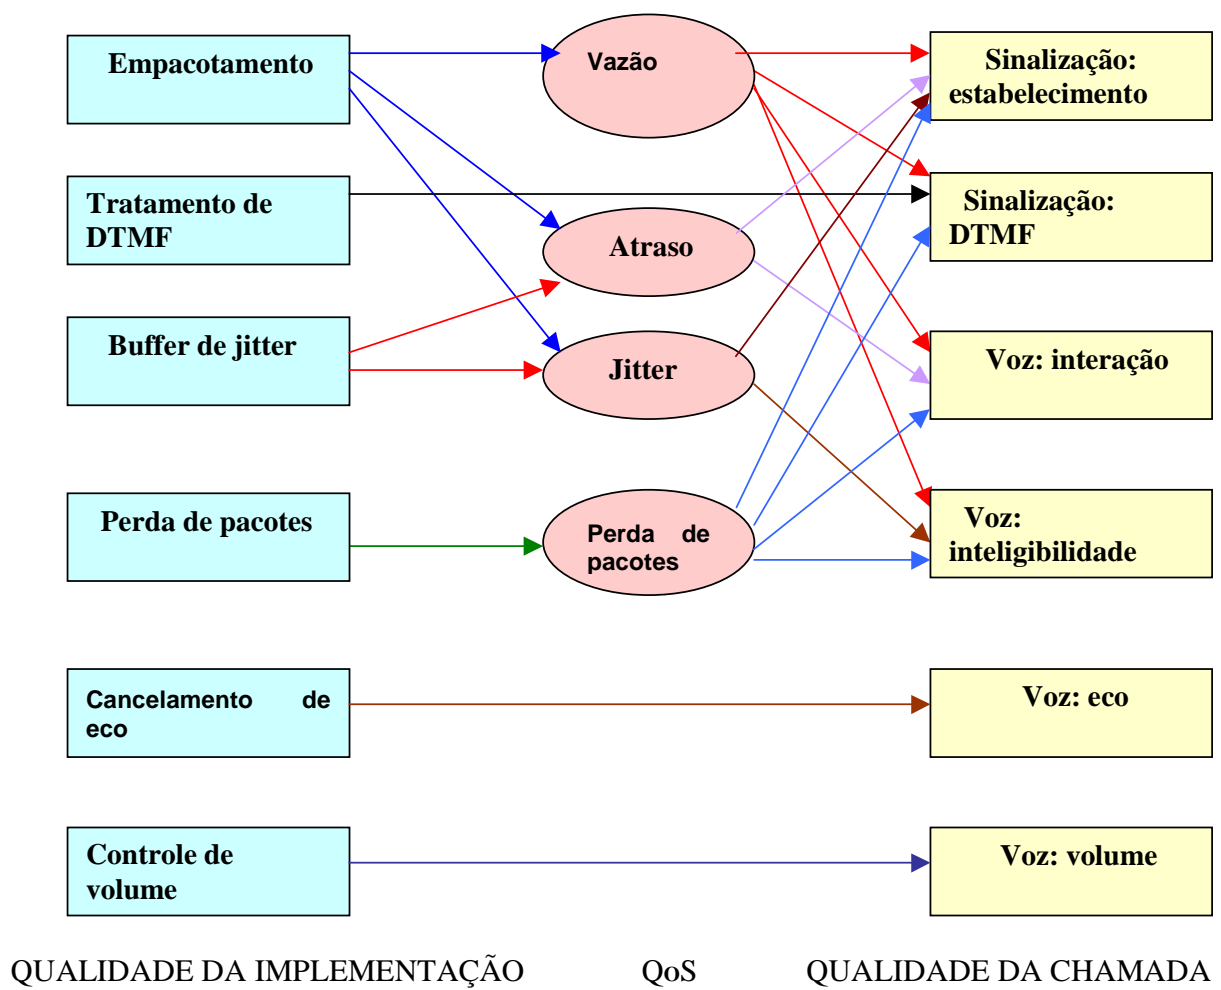 Empacotamento
Vazão
Sinalização:
estabelecimento
Tratamento de
DTMF
Atraso
Sinalização:
DTMF
Buffer de jitter
Jitter
Voz: interação
Perda de pacotes
Perda de
pacotes
Voz:
inteligibilidade
Cancelamento de
eco
Voz: eco
Controle de
volume
Voz: volume
QUALIDADE DA IMPLEMENTAÇÃO QoS QUALIDADE DA CHAMADA